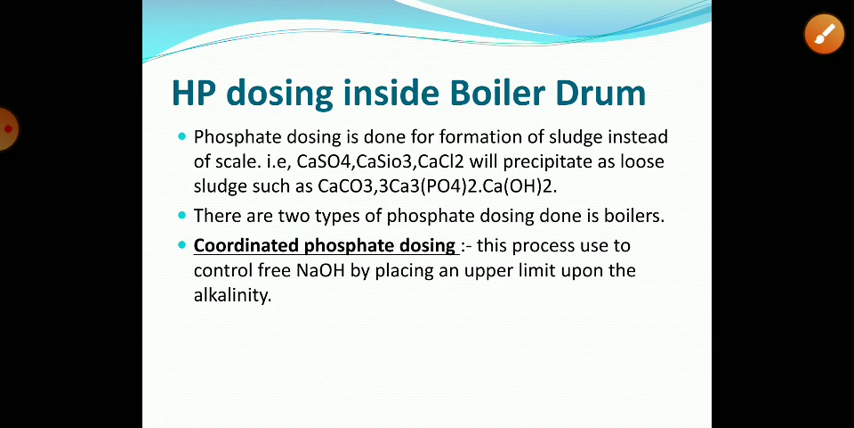 HP dosing inside Boiler Drum
Phosphate dosing is done for formation of sludge instead
of scale. i.e, CaSO4,CaSio3,CaCl2 will precipitate as loose
sludge such as CaCO3,3Ca3(PO4)2.Ca(OH)2.
There are two types of phosphate dosing done is boilers.
Coordinated phosphate dosing :- this process use to
control free NaOH by placing an upper limit upon the
alkalinity.